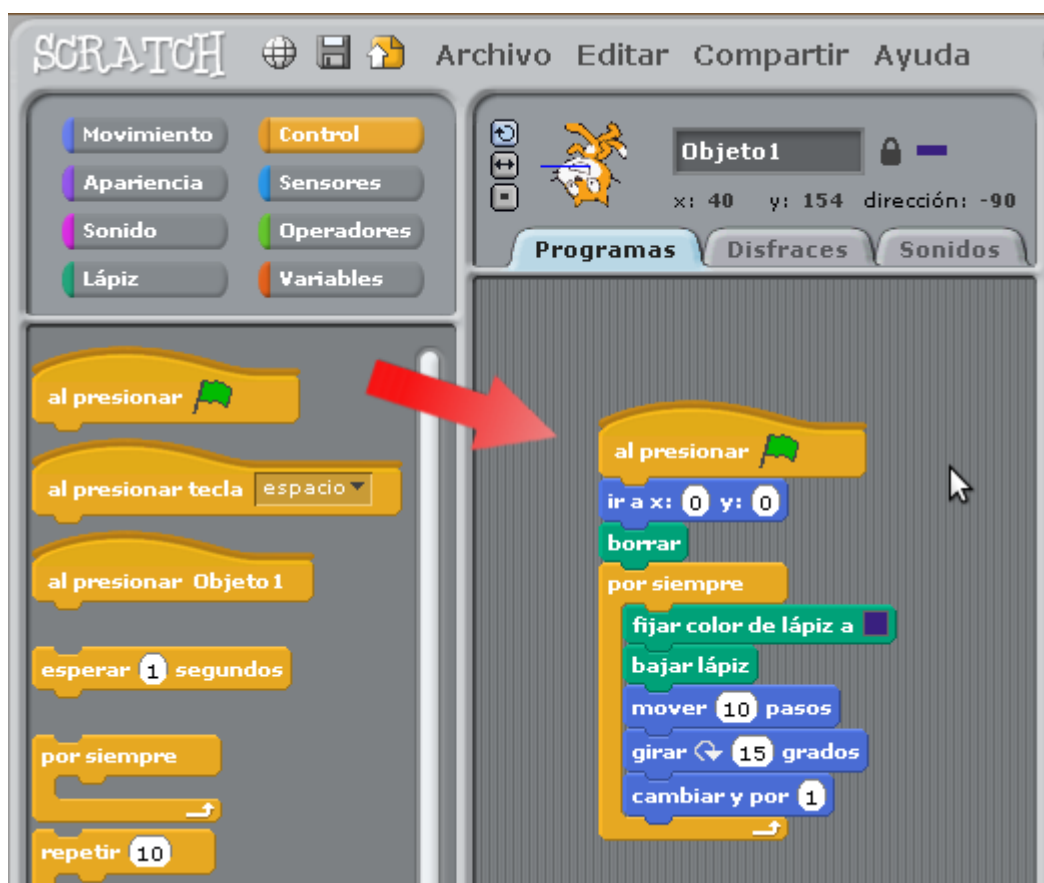 SCRATCH Archivo Editar Compartir Ayuda
Movimiento Control
Apariencia Sensores
Sonido Operadores
Lápiz Variables
Objeto1
x: 40 y: 154 dirección: -90
Programas Disfraces Sonidos
al presionar
al presionar tecla espacio
al presionar Objeto1
esperar 1 segundos
por siempre
repetir 10
al presionar
ir a x: 0 y: 0
borrar
por siempre
fijar color de lápiz a
bajar lápiz
mover 10 pasos
girar 15 grados
cambiar y por 1